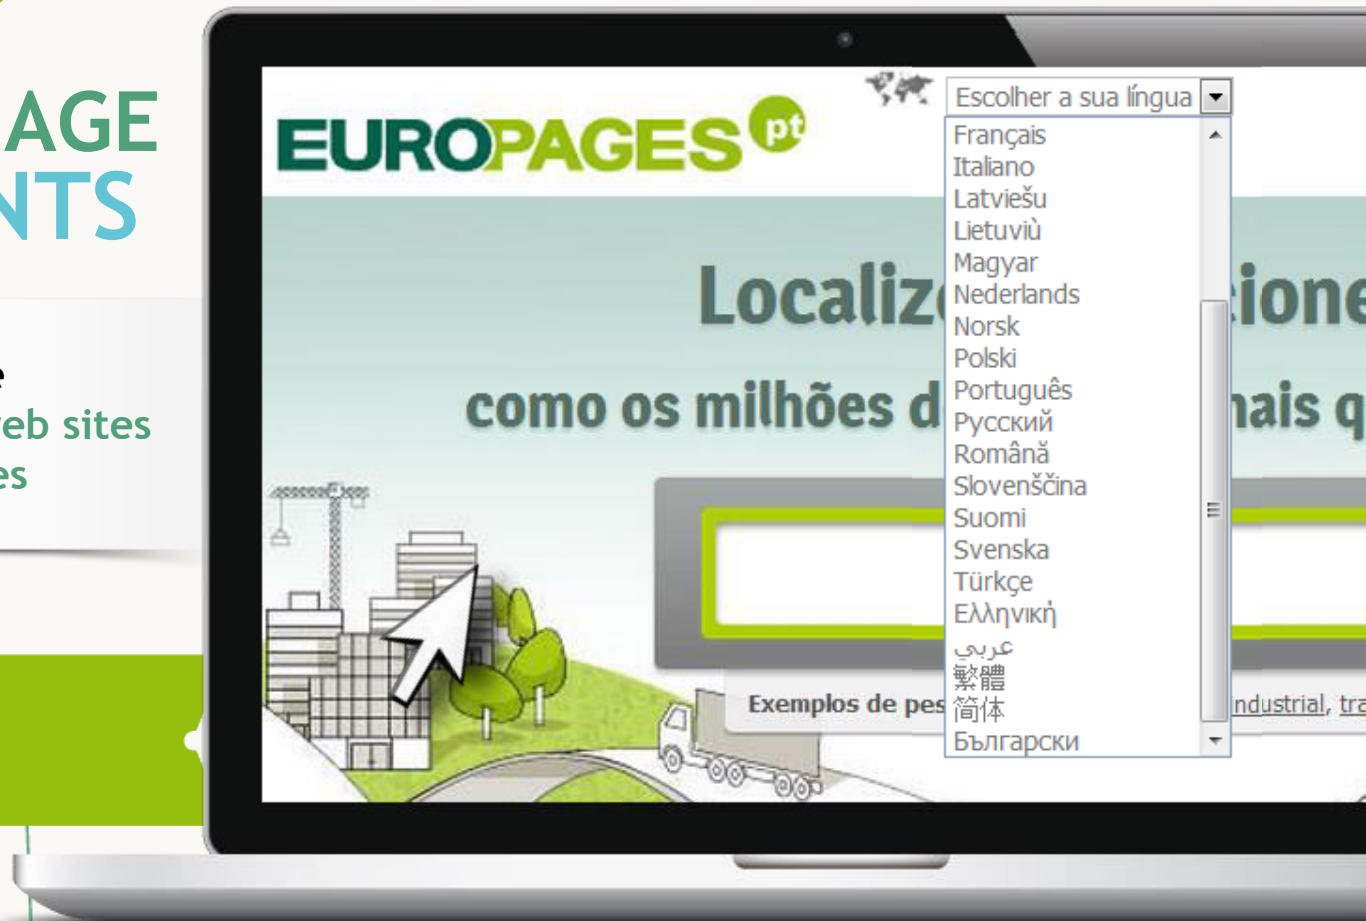 AGE
NTS
e
eb sites
es
EUROPAGES pt
Escolher a sua língua
Français
Italiano
Latviešu
Lietuviù
Magyar
Nederlands
Norsk
Polski
Português
Русский
Română
Slovenščina
Suomi
Svenska
Türkçe
Ελληνική
عربي
繁體
简体
Български
Localiz cione
como os milhões d nais q
Exemplos de pes ndustrial, tra